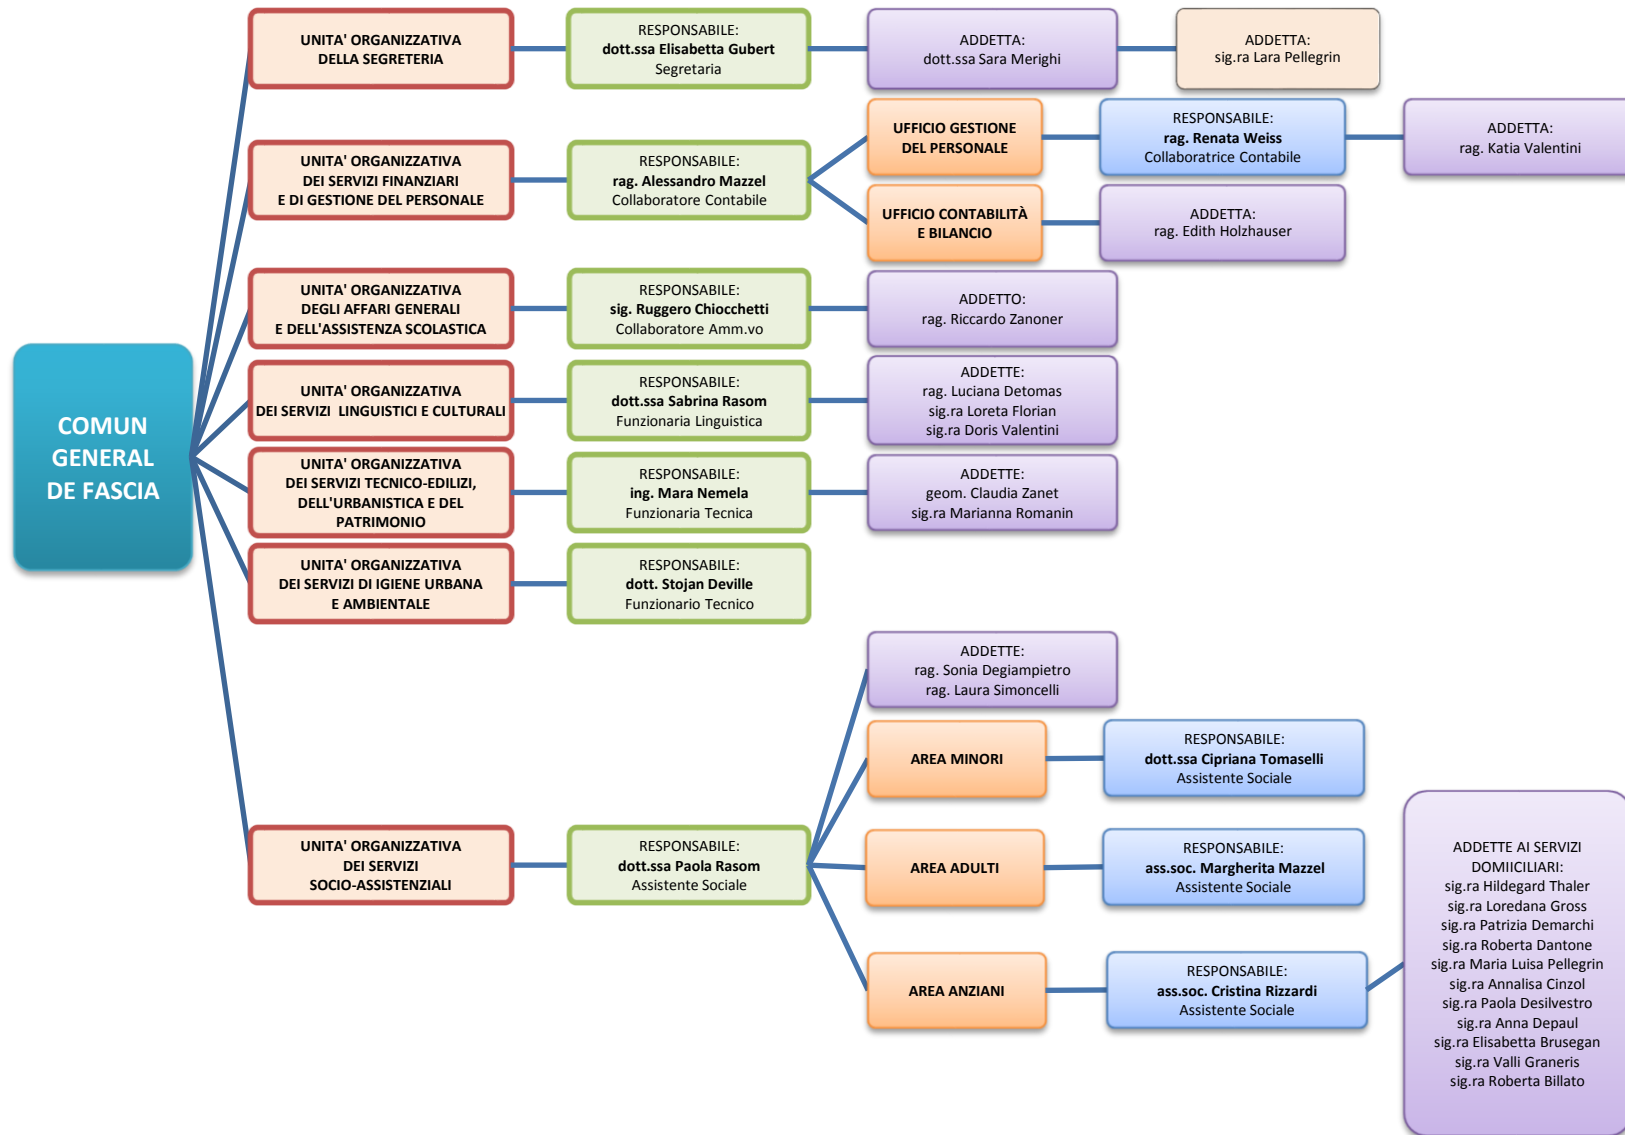 COMUN
GENERAL
DE FASCIA
UNITA' ORGANIZZATIVA
DELLA SEGRETERIA
RESPONSABILE:
dott.ssa Elisabetta Gubert
Segretaria
ADDETTA:
dott.ssa Sara Merighi
ADDETTA:
sig.ra Lara Pellegrin
UNITA' ORGANIZZATIVA
DEI SERVIZI FINANZIARI
E DI GESTIONE DEL PERSONALE
RESPONSABILE:
rag. Alessandro Mazzel
Collaboratore Contabile
UFFICIO GESTIONE
DEL PERSONALE
RESPONSABILE:
rag. Renata Weiss
Collaboratrice Contabile
ADDETTA:
rag. Katia Valentini
UFFICIO CONTABILITÀ
E BILANCIO
ADDETTA:
rag. Edith Holzhauser
UNITA' ORGANIZZATIVA
DEGLI AFFARI GENERALI
E DELL'ASSISTENZA SCOLASTICA
RESPONSABILE:
sig. Ruggero Chiocchetti
Collaboratore Amm.vo
ADDETTO:
rag. Riccardo Zanoner
UNITA' ORGANIZZATIVA
DEI SERVIZI LINGUISTICI E CULTURALI
RESPONSABILE:
dott.ssa Sabrina Rasom
Funzionaria Linguistica
ADDETTE:
rag. Luciana Detomas
sig.ra Loreta Florian
sig.ra Doris Valentini
UNITA' ORGANIZZATIVA
DEI SERVIZI TECNICO-EDILIZI,
DELL'URBANISTICA E DEL
PATRIMONIO
RESPONSABILE:
ing. Mara Nemela
Funzionaria Tecnica
ADDETTE:
geom. Claudia Zanet
sig.ra Marianna Romanin
UNITA' ORGANIZZATIVA
DEI SERVIZI DI IGIENE URBANA
E AMBIENTALE
RESPONSABILE:
dott. Stojan Deville
Funzionario Tecnico
UNITA' ORGANIZZATIVA
DEI SERVIZI
SOCIO-ASSISTENZIALI
RESPONSABILE:
dott.ssa Paola Rasom
Assistente Sociale
ADDETTE:
rag. Sonia Degiampietro
rag. Laura Simoncelli
AREA MINORI
RESPONSABILE:
dott.ssa Cipriana Tomaselli
Assistente Sociale
AREA ADULTI
RESPONSABILE:
ass.soc. Margherita Mazzel
Assistente Sociale
AREA ANZIANI
RESPONSABILE:
ass.soc. Cristina Rizzardi
Assistente Sociale
ADDETTE AI SERVIZI
DOMIICILIARI:
sig.ra Hildegard Thaler
sig.ra Loredana Gross
sig.ra Patrizia Demarchi
sig.ra Roberta Dantone
sig.ra Maria Luisa Pellegrin
sig.ra Annalisa Cinzol
sig.ra Paola Desilvestro
sig.ra Anna Depaul
sig.ra Elisabetta Brusegan
sig.ra Valli Graneris
sig.ra Roberta Billato